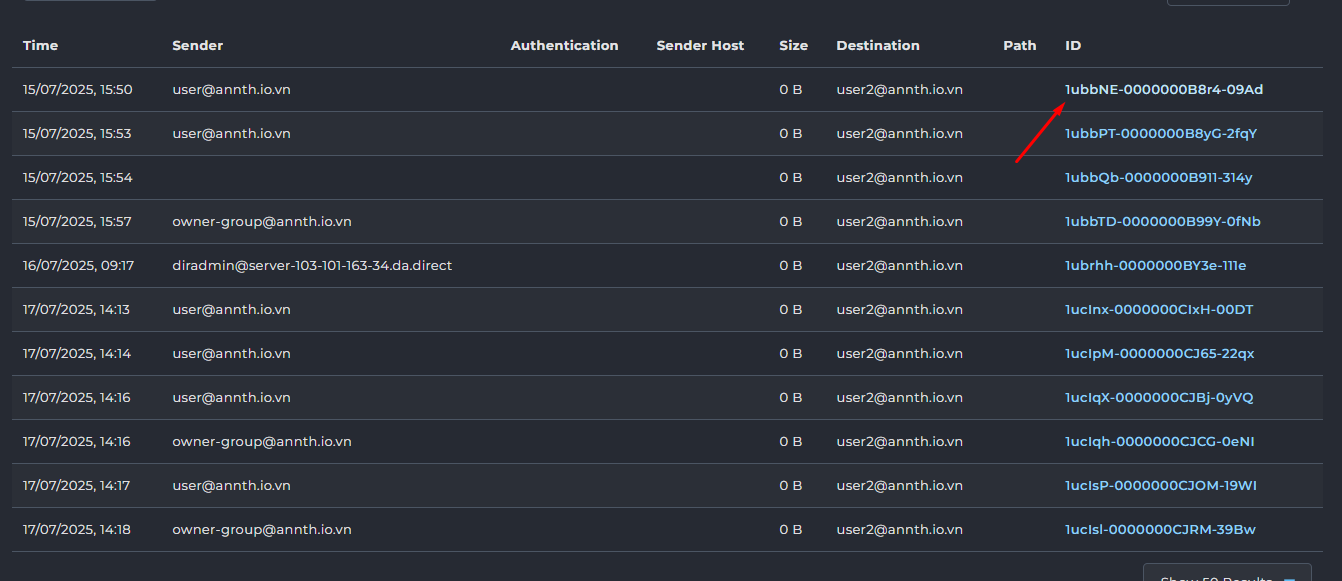 Time Sender Authentication Sender Host Size Destination Path ID
15/07/2025, 15:50 user@annth.io.vn 0 B user2@annth.io.vn 1ubbNE-0000000B8r4-09Ad
15/07/2025, 15:53 user@annth.io.vn 0 B user2@annth.io.vn 1ubbPT-0000000B8yG-2fqY
15/07/2025, 15:54 0 B user2@annth.io.vn 1ubbQb-0000000B911-314y
15/07/2025, 15:57 owner-group@annth.io.vn 0 B user2@annth.io.vn 1ubbTD-0000000B99Y-0fNb
16/07/2025, 09:17 diradmin@server-103-101-163-34.da.direct 0 B user2@annth.io.vn 1ubrhh-0000000BY3e-111e
17/07/2025, 14:13 user@annth.io.vn 0 B user2@annth.io.vn 1ucInx-0000000CIxH-00DT
17/07/2025, 14:14 user@annth.io.vn 0 B user2@annth.io.vn 1ucIpM-0000000CJ65-22qx
17/07/2025, 14:16 user@annth.io.vn 0 B user2@annth.io.vn 1ucIqX-0000000CJBj-0yVQ
17/07/2025, 14:16 owner-group@annth.io.vn 0 B user2@annth.io.vn 1ucIqh-0000000CJCG-0eNI
17/07/2025, 14:17 user@annth.io.vn 0 B user2@annth.io.vn 1ucIsP-0000000CJOM-19WI
17/07/2025, 14:18 owner-group@annth.io.vn 0 B user2@annth.io.vn 1ucIsl-0000000CJRM-39Bw
Show 50 Results